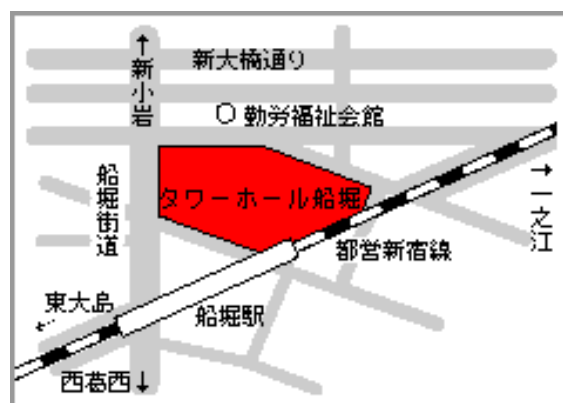 ↑新小岩
新大橋通り
勤労福祉会館
船堀街道
タワーホール船堀
→一之江
都営新宿線
東大島
船堀駅
西葛西↓